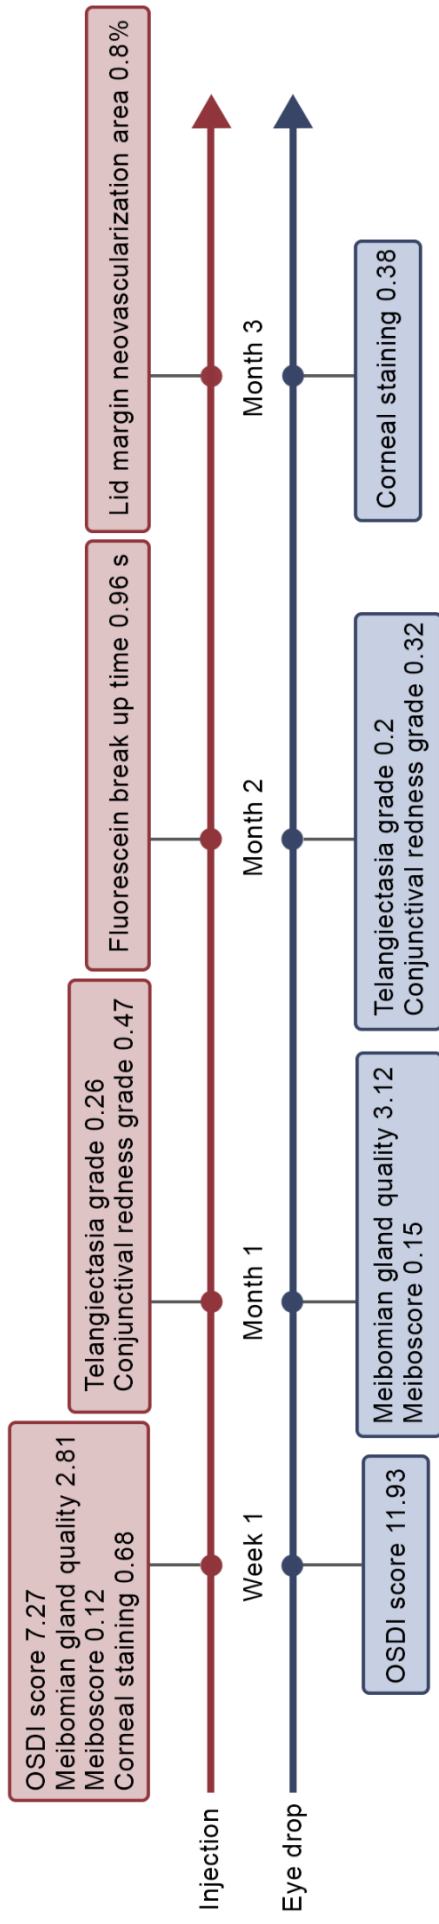 OSDI score 7.27
Meibomian gland quality 2.81
Meiboscore 0.12
Corneal staining 0.68
Telangiectasia grade 0.26
Conjunctival redness grade 0.47
Fluorescein break up time 0.96 s
Lid margin neovascularization area 0.8%
Injection
Week 1
Month 1
Month 2
Month 3
Eye drop
OSDI score 11.93
Meibomian gland quality 3.12
Meiboscore 0.15
Telangiectasia grade 0.2
Conjunctival redness grade 0.32
Corneal staining 0.38